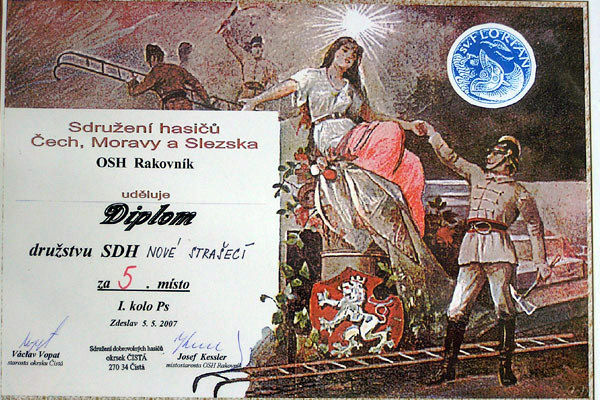 SV. FLORIAN
Sdružení hasičů
Čech, Moravy a Slezska
OSH Rakovník
uděluje
Diplom
družstvu SDH NOVÉ STRAŠECÍ
za 5. místo
I. kolo Ps
Zdeslav 5. 5. 2007
Václav Vopat
starosta okrsku Čistá
Sdružení dobrovolných hasičů
okrsek ČISTÁ
270 34 Čistá
Josef Kessler
místostarosta OSH Rakovník